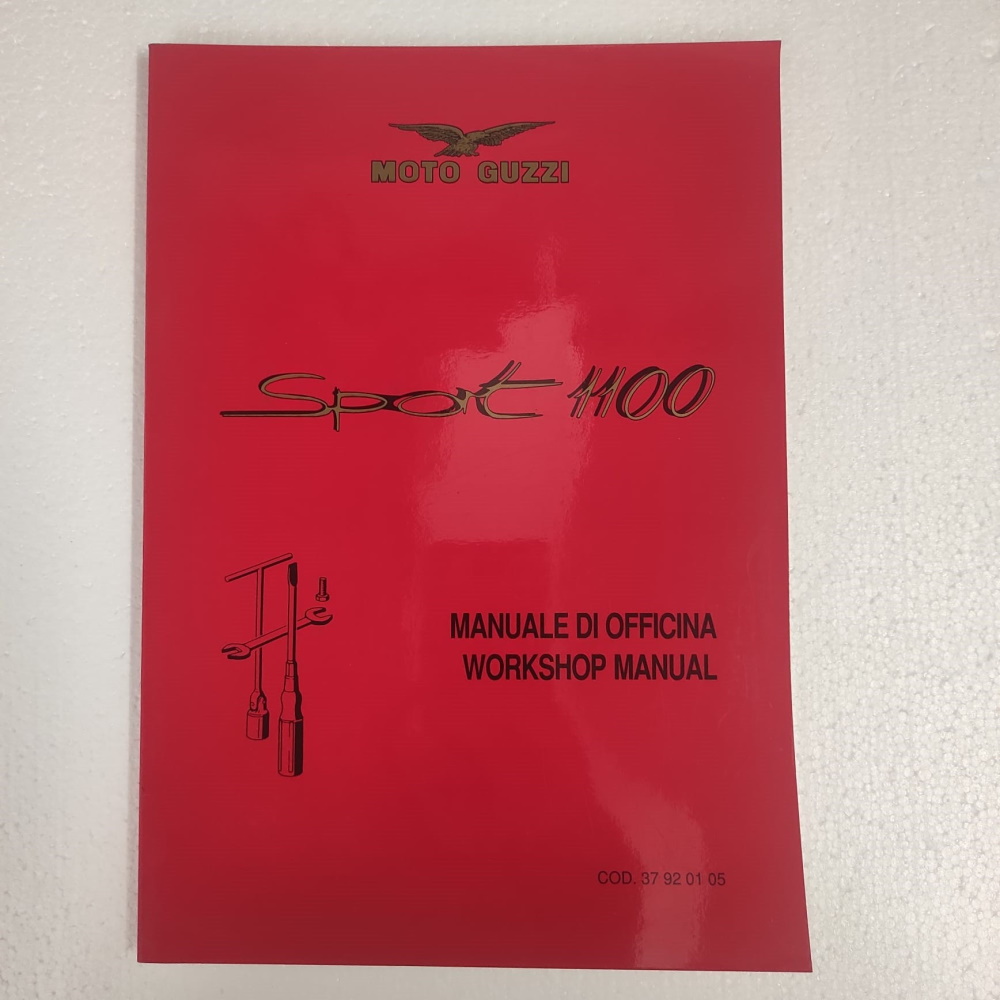 MOTO GUZZI
Sport 1100
MANUALE DI OFFICINA
WORKSHOP MANUAL
COD. 37 92 01 05